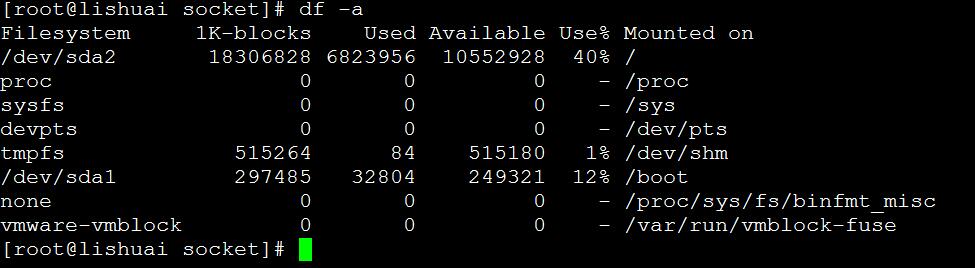 [root@lishuai socket]# df -a
Filesystem     1K-blocks    Used Available Use% Mounted on
/dev/sda2       18306828 6823956  10552928  40% /
proc                   0       0         0    - /proc
sysfs                  0       0         0    - /sys
devpts                 0       0         0    - /dev/pts
tmpfs             515264      84    515180   1% /dev/shm
/dev/sda1         297485   32804    249321  12% /boot
none                   0       0         0    - /proc/sys/fs/binfmt_misc
vmware-vmblock         0       0         0    - /var/run/vmblock-fuse
[root@lishuai socket]#